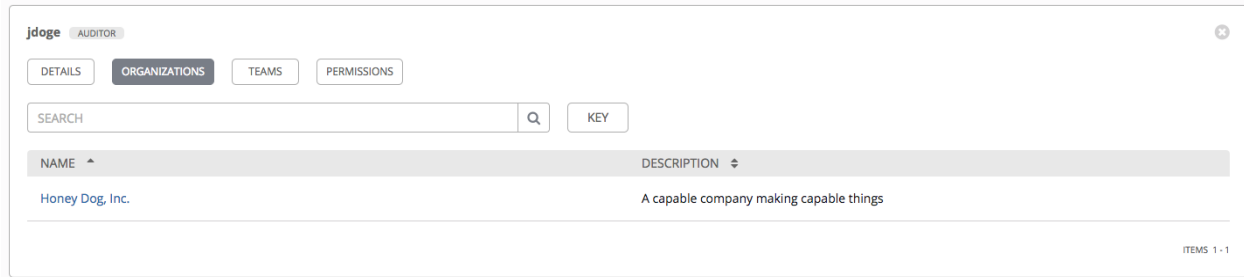 jdoge AUDITOR
DETAILS ORGANIZATIONS TEAMS PERMISSIONS
SEARCH KEY
NAME DESCRIPTION
Honey Dog, Inc. A capable company making capable things
ITEMS 1 - 1